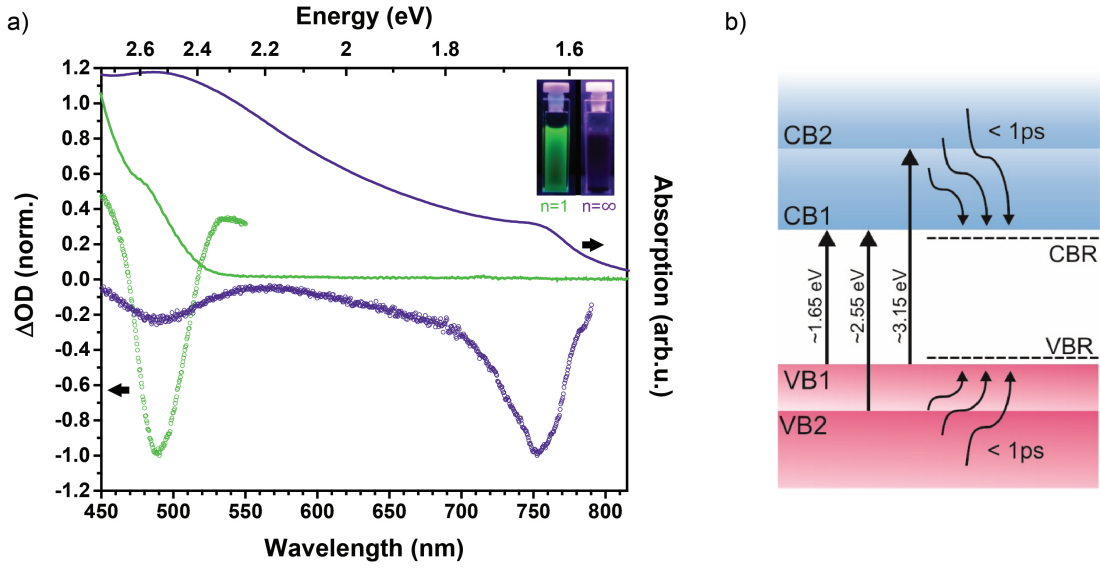 a)
Energy (eV)
2.6 2.4 2.2 2 1.8 1.6
1.2
1.0
0.8
0.6
0.4
0.2
0.0
-0.2
-0.4
-0.6
-0.8
-1.0
-1.2
ΔOD (norm.)
n=1 n=∞
Absorption (arb.u.)
450 500 550 600 650 700 750 800
Wavelength (nm)
b)
CB2
< 1ps
CB1
CBR
~1.65 eV
~2.55 eV
~3.15 eV
VBR
VB1
VB2
< 1ps